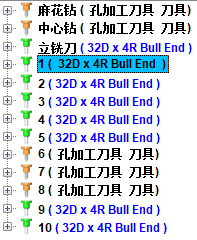 麻花钻 ( 孔加工刀具 刀具)
中心钻 ( 孔加工刀具 刀具)
立铣刀 ( 32D x 4R Bull End )
1 ( 32D x 4R Bull End )
2 ( 32D x 4R Bull End )
3 ( 32D x 4R Bull End )
4 ( 32D x 4R Bull End )
5 ( 32D x 4R Bull End )
6 ( 孔加工刀具 刀具)
7 ( 孔加工刀具 刀具)
8 ( 孔加工刀具 刀具)
9 ( 32D x 4R Bull End )
10 ( 32D x 4R Bull End )